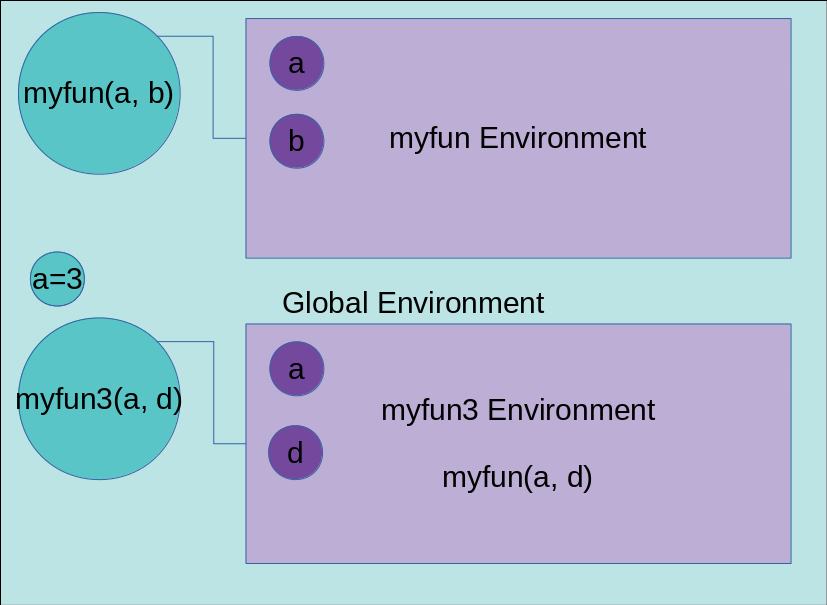 myfun(a, b)
a
b
myfun Environment
a=3
Global Environment
myfun3(a, d)
a
d
myfun3 Environment
myfun(a, d)